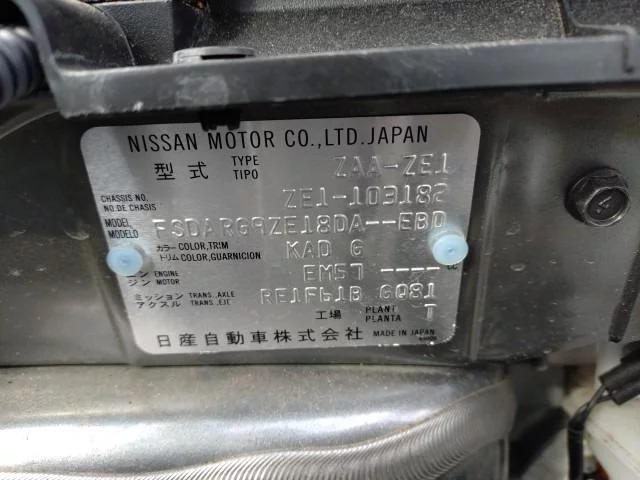 NISSAN MOTOR CO.,LTD.JAPAN
型式 TYPE TIPO ZAA-ZE1
CHASSIS NO. NO.DE CHASIS ZE1-103182
MODEL MODELO FSDARG9ZE18DA--EBD
カラー COLOR,TRIM トリム COLOR,GUARNICION KAD G
ジン ENGINE MOTOR EM57 ---- cc
ミッション TRANS.,AXLE アクスル TRANS.,EJE RE1F61B GQ81
工場 PLANT PLANTA T
日産自動車株式会社 MADE IN JAPAN
4